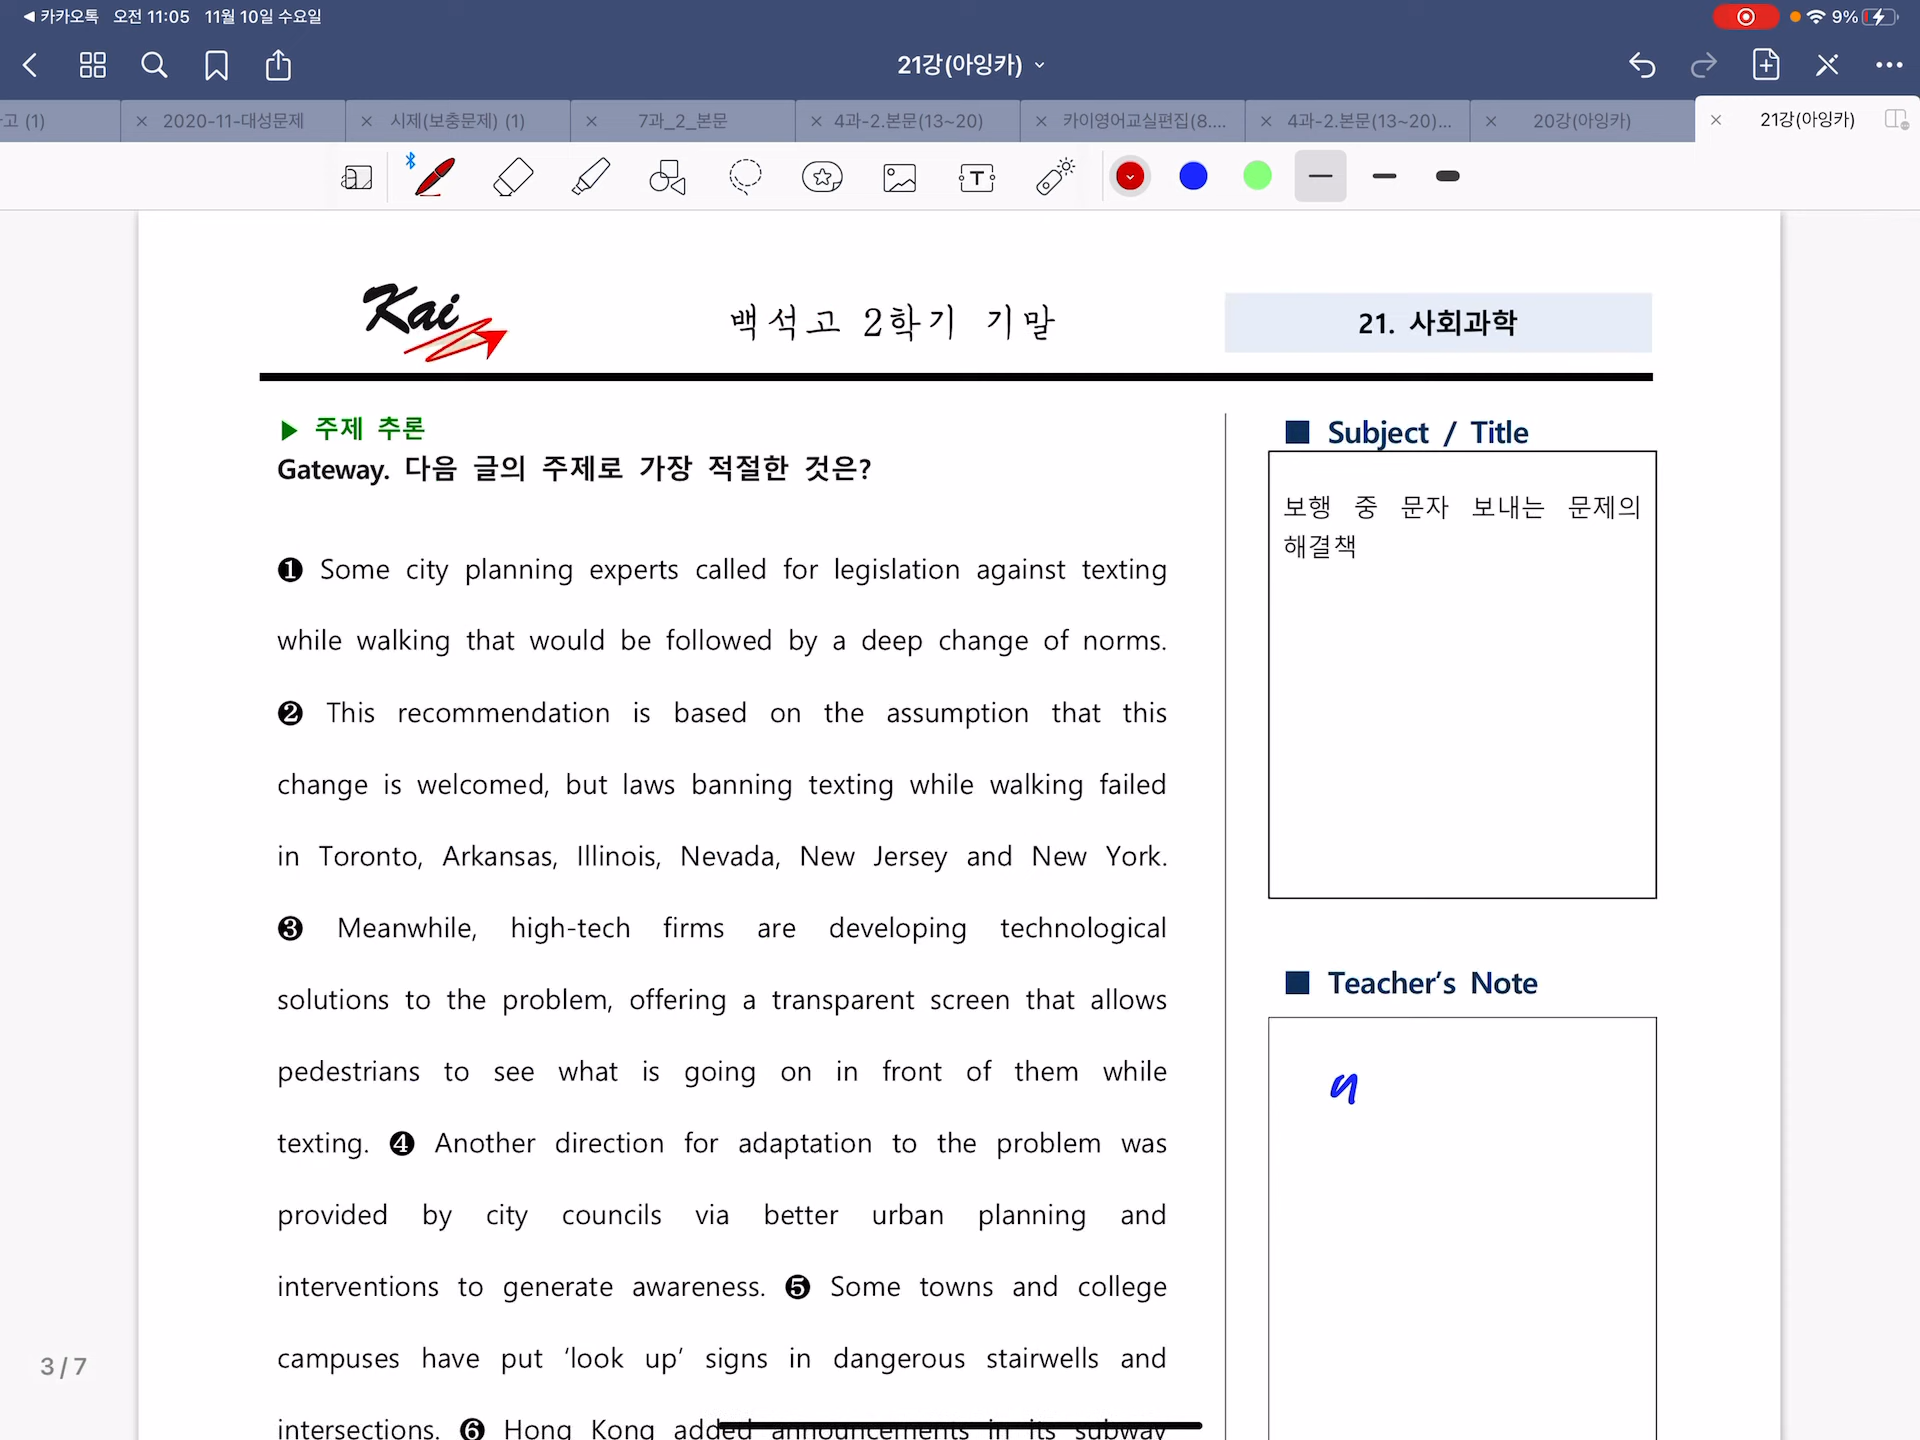 카카오톡 오전 11:05 11월 10일 수요일 9%
21강(아잉카)
고 (1) 2020-11-대성문제 시제(보충문제) (1) 7과_2_본문 4과-2.본문(13~20) 카이영어교실편집(8.... 4과-2.본문(13~20)... 20강(아잉카) 21강(아잉카)
Kai 백석고 2학기 기말 21. 사회과학
▶ 주제 추론
Gateway. 다음 글의 주제로 가장 적절한 것은?
❶ Some city planning experts called for legislation against texting
while walking that would be followed by a deep change of norms.
❷ This recommendation is based on the assumption that this
change is welcomed, but laws banning texting while walking failed
in Toronto, Arkansas, Illinois, Nevada, New Jersey and New York.
❸ Meanwhile, high-tech firms are developing technological
solutions to the problem, offering a transparent screen that allows
pedestrians to see what is going on in front of them while
texting. ❹ Another direction for adaptation to the problem was
provided by city councils via better urban planning and
interventions to generate awareness. ❺ Some towns and college
campuses have put ‘look up’ signs in dangerous stairwells and
intersections. ❻ Hong Kong added announcements in its subway
■ Subject / Title
보행 중 문자 보내는 문제의
해결책
■ Teacher’s Note
3 / 7